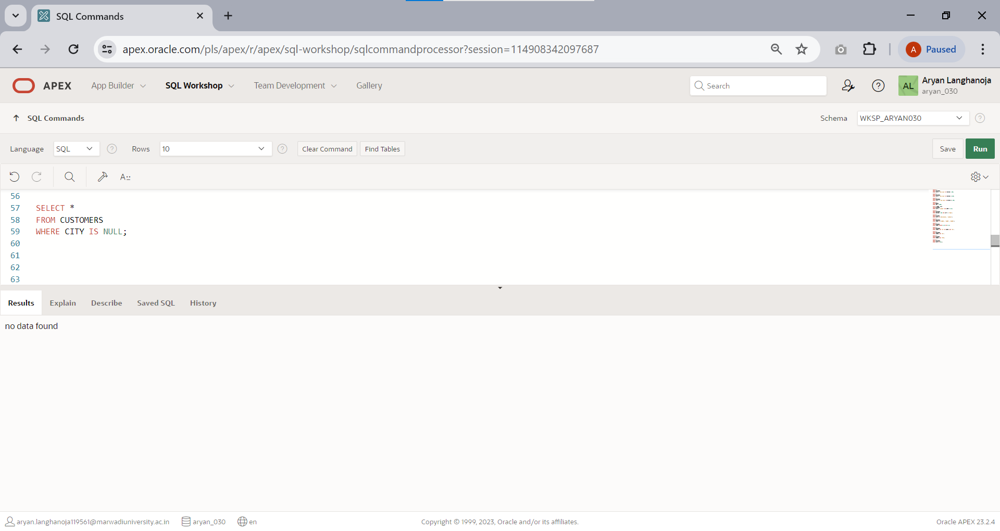 SQL Commands
apex.oracle.com/pls/apex/r/apex/sql-workshop/sqlcommandprocessor?session=114908342097687
A Paused
APEX App Builder SQL Workshop Team Development Gallery Search AL Aryan Langhanoja
aryan_030
SQL Commands Schema WKSP_ARYAN030 ?
Language SQL ? Rows 10 ? Clear Command Find Tables Save Run
A::
56
57 SELECT *
58 FROM CUSTOMERS
59 WHERE CITY IS NULL;
60
61
62
63
Results Explain Describe Saved SQL History
no data found
aryan.langhanoja119561@marwadiuniversity.ac.in aryan_030 en Copyright © 1999, 2023, Oracle and/or its affiliates. Oracle APEX 23.2.4